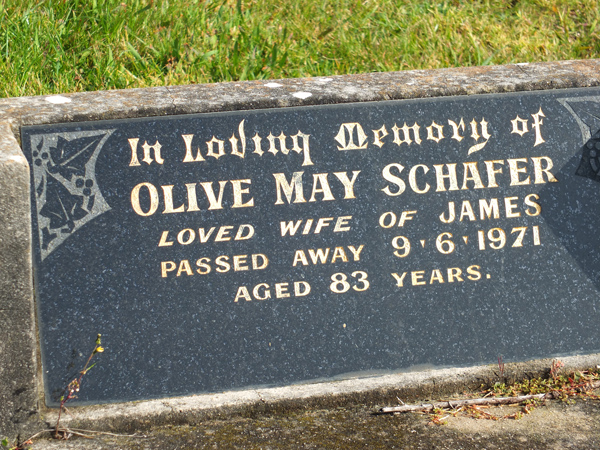 In Loving Memory of
OLIVE MAY SCHAFER
LOVED WIFE OF JAMES
PASSED AWAY 9·6·1971
AGED 83 YEARS.